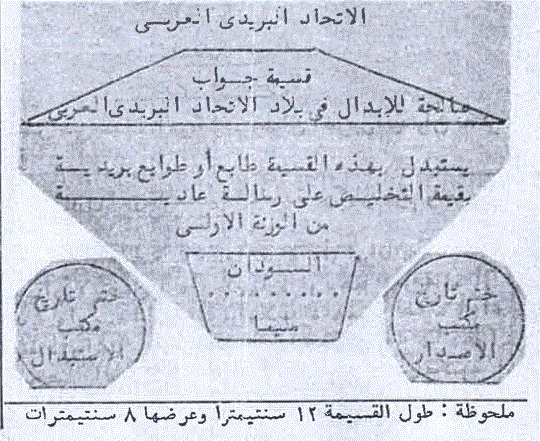 الاتحاد البريدى العربى
قسيمة جواب
صالحة للإبدال في بلاد الاتحاد البريدى العربى
يستبدل بهذه القسيمة طابع أو طوابع بريدية
بقيمة التخليص على رسالة عادية
من الوزنة الاولى
السودان
.........
مليما
ختم تاريخ
مكتب
الاصدار
ختم تاريخ
مكتب
الاستبدال
ملحوظة : طول القسيمة ١٢ سنتيمترا وعرضها ٨ سنتيمترات